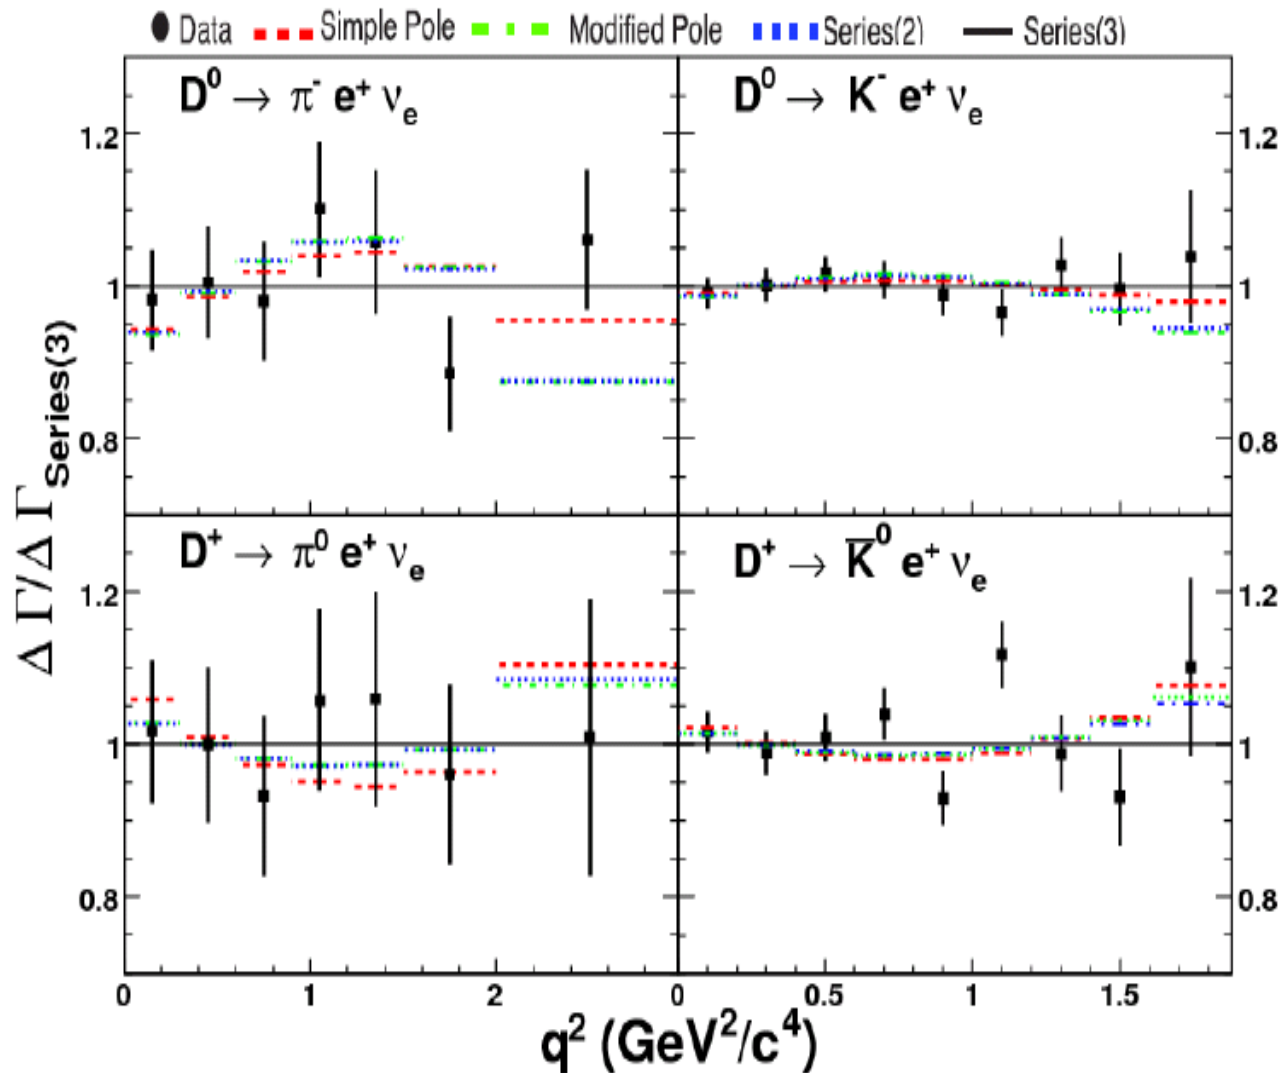 Data Simple Pole Modified Pole Series(2) Series(3)
D⁰ → π⁻ e⁺ νₑ
D⁰ → K⁻ e⁺ νₑ
1.2
1
0.8
1.2
1
0.8
Δ Γ/Δ Γ Series(3)
D⁺ → π⁰ e⁺ νₑ
D⁺ → K̅⁰ e⁺ νₑ
1.2
1
0.8
1.2
1
0.8
0 1 2 0 0.5 1 1.5
q² (GeV²/c⁴)